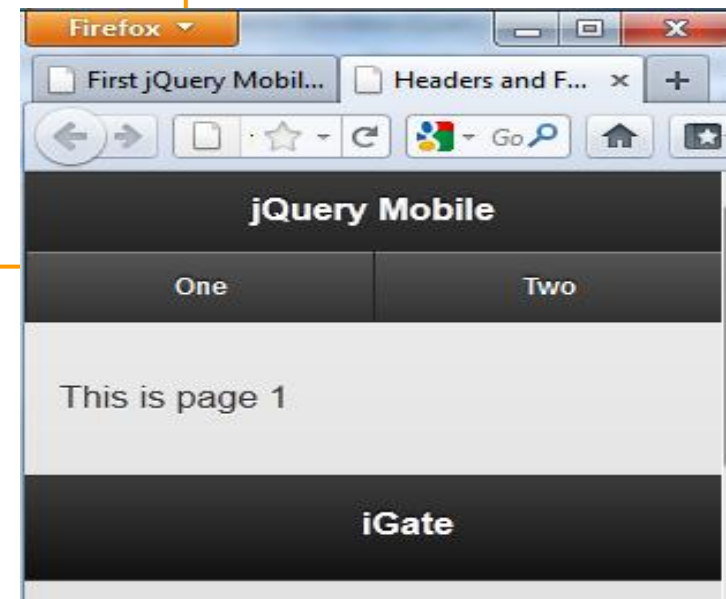 Firefox
First jQuery Mobil... Headers and F...
Go
jQuery Mobile
One Two
This is page 1
iGate